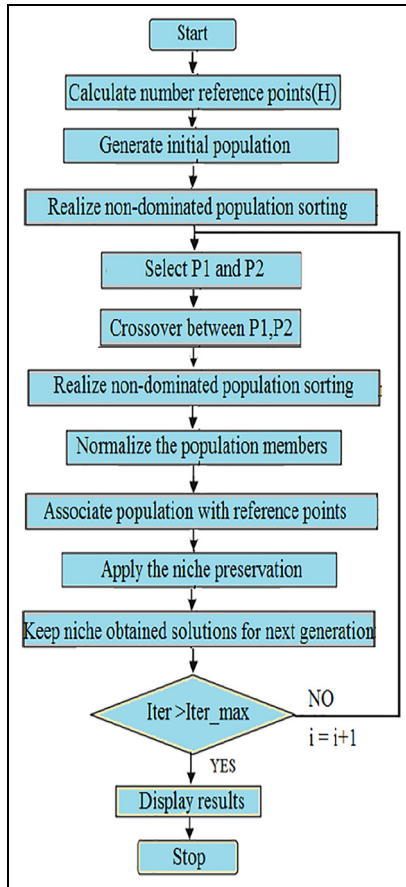 Start
Calculate number reference points(H)
Generate initial population
Realize non-dominated population sorting
Select P1 and P2
Crossover between P1,P2
Realize non-dominated population sorting
Normalize the population members
Associate population with reference points
Apply the niche preservation
Keep niche obtained solutions for next generation
Iter >Iter_max
NO
i = i+1
YES
Display results
Stop